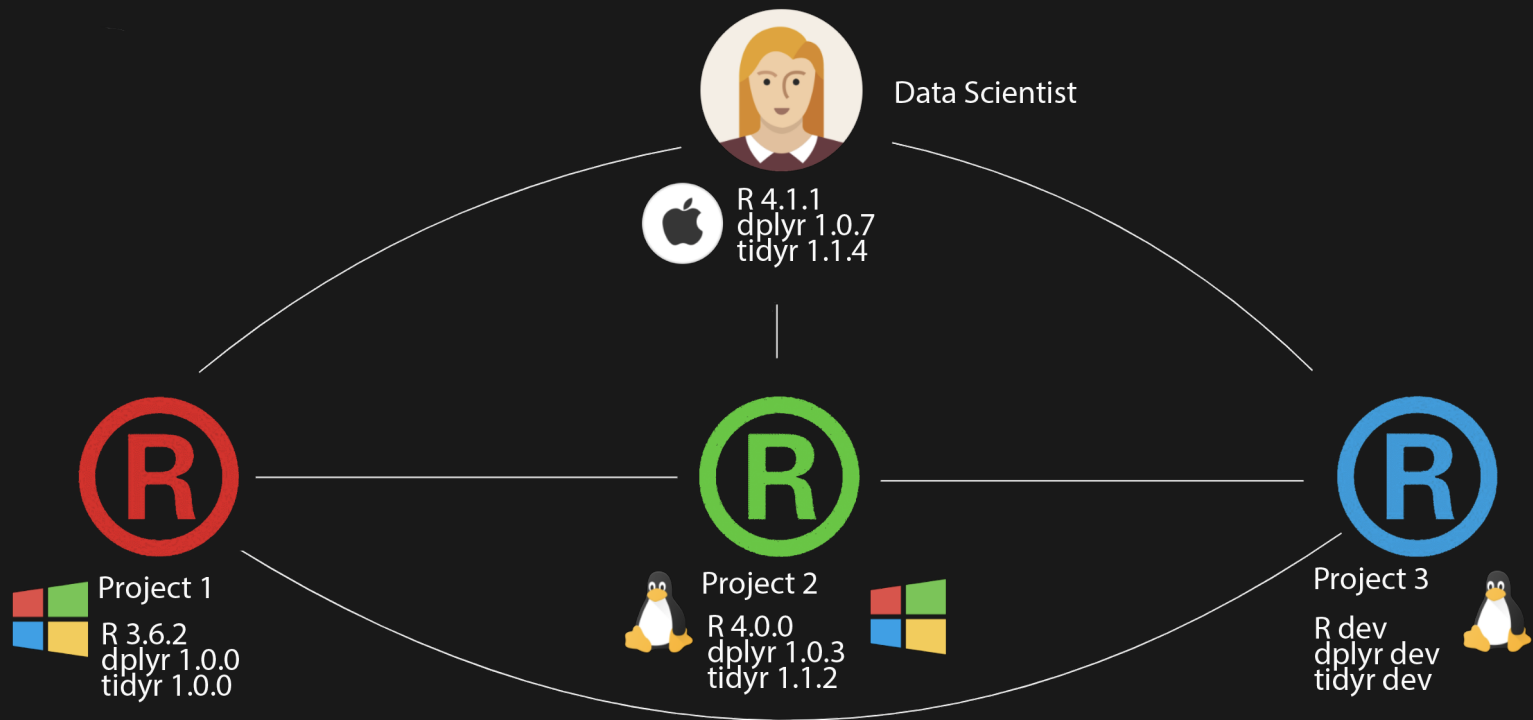 Data Scientist
R 4.1.1
dplyr 1.0.7
tidyr 1.1.4
R
R
R
Project 1
R 3.6.2
dplyr 1.0.0
tidyr 1.0.0
Project 2
R 4.0.0
dplyr 1.0.3
tidyr 1.1.2
Project 3
R dev
dplyr dev
tidyr dev